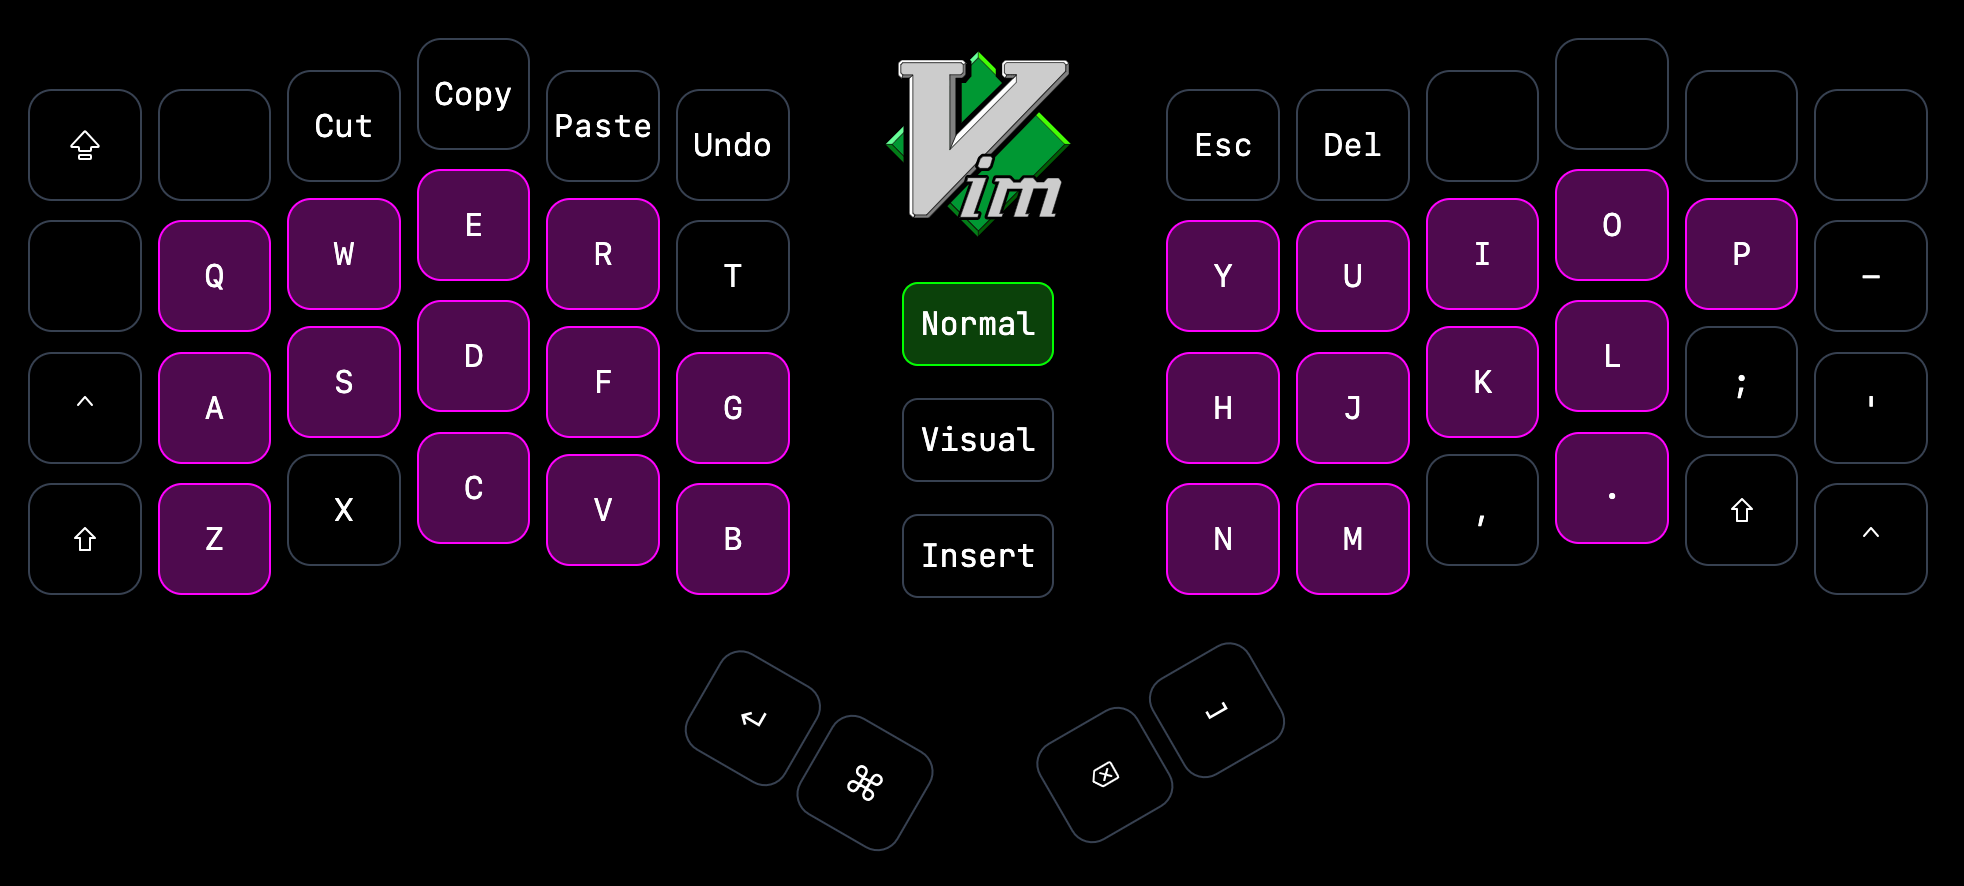 ⇪ Cut Copy Paste Undo
Vim
Esc Del
Q W E R T
Normal
Y U I O P -
^ A S D F G
Visual
H J K L ; '
⇧ Z X C V B
Insert
N M , . ⇧ ^
↵ ⌘ ⌫ ⎵